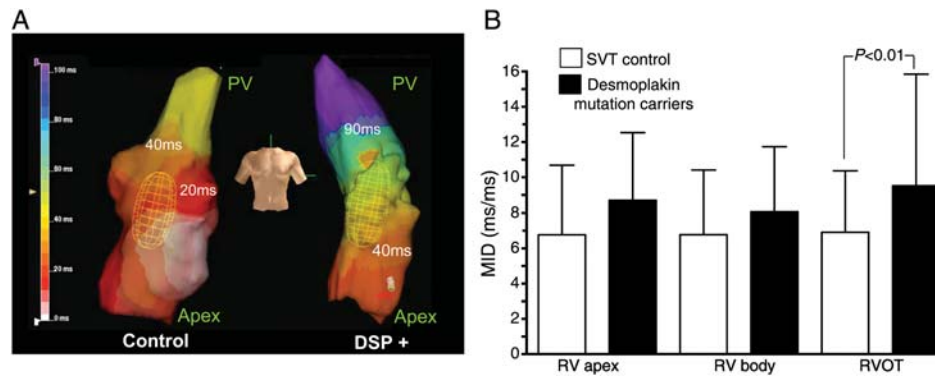 A
100 ms
80 ms
60 ms
40 ms
20 ms
0 ms
PV
40ms
20ms
Apex
Control
PV
90ms
40ms
Apex
DSP +
B
SVT control
Desmoplakin
mutation carriers
P<0.01
MID (ms/ms)
16
14
12
10
8
6
4
2
0
RV apex
RV body
RVOT